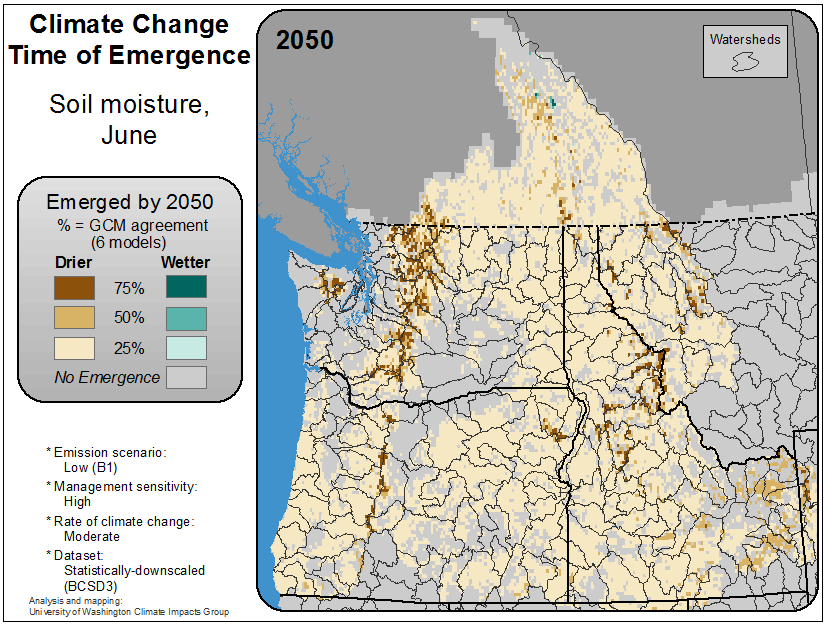 Climate Change
Time of Emergence
Soil moisture,
June
Emerged by 2050
% = GCM agreement
(6 models)
Drier Wetter
75%
50%
25%
No Emergence
* Emission scenario:
Low (B1)
* Management sensitivity:
High
* Rate of climate change:
Moderate
* Dataset:
Statistically-downscaled
(BCSD3)
Analysis and mapping:
University of Washington Climate Impacts Group
2050
Watersheds